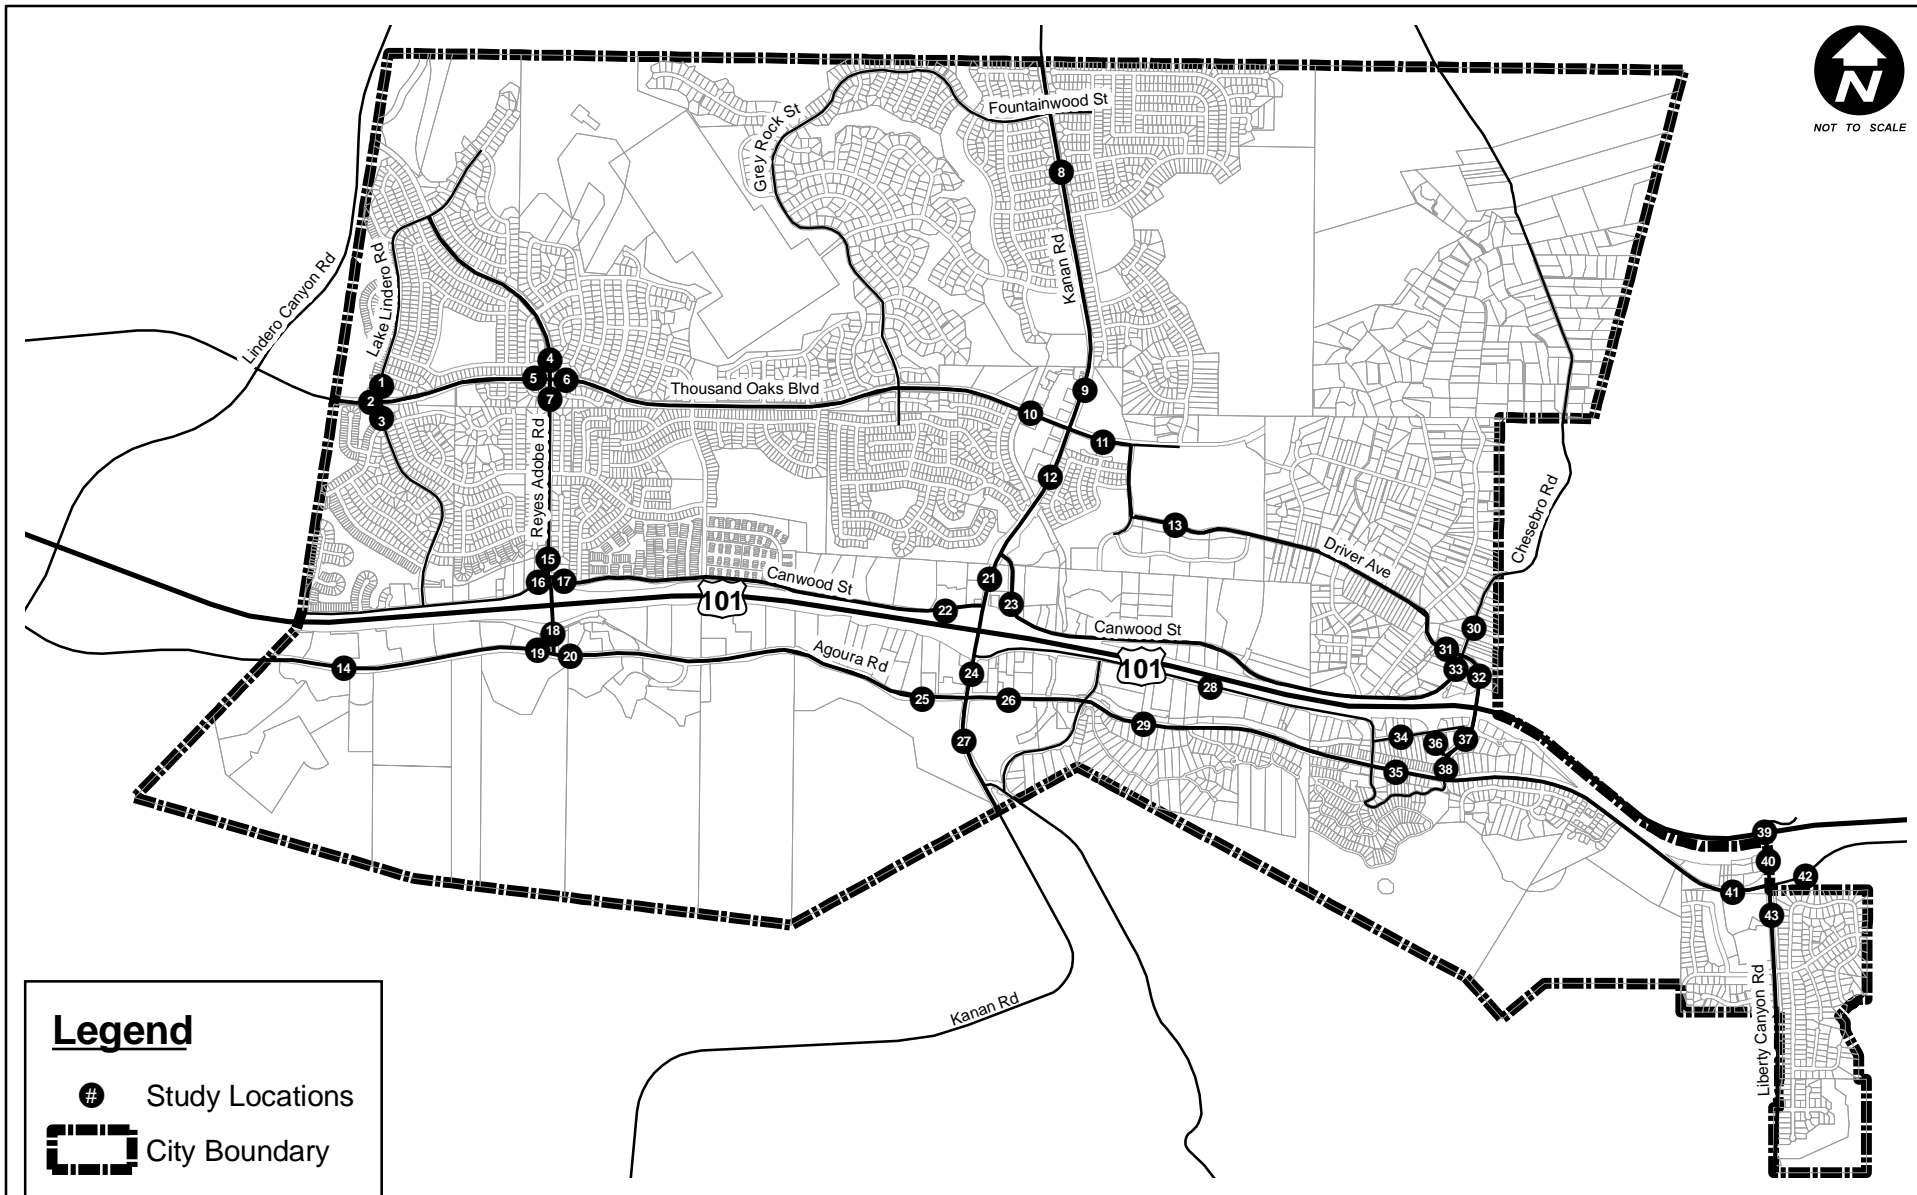 N
NOT TO SCALE
Fountainwood St
Grey Rock St
8
Lindero Canyon Rd
Lake Lindero Rd
Kanan Rd
4
1
5
6
Thousand Oaks Blvd
9
2
7
3
10
11
Reyes Adobe Rd
12
Chesebro Rd
13
Driver Ave
15
16
17
Canwood St
21
101
22
23
30
18
Canwood St
19
20
14
Agoura Rd
31
101
33
24
32
28
25
26
29
27
34
36
37
35
38
39
40
41
42
43
Liberty Canyon Rd
Kanan Rd
Legend
# Study Locations
City Boundary